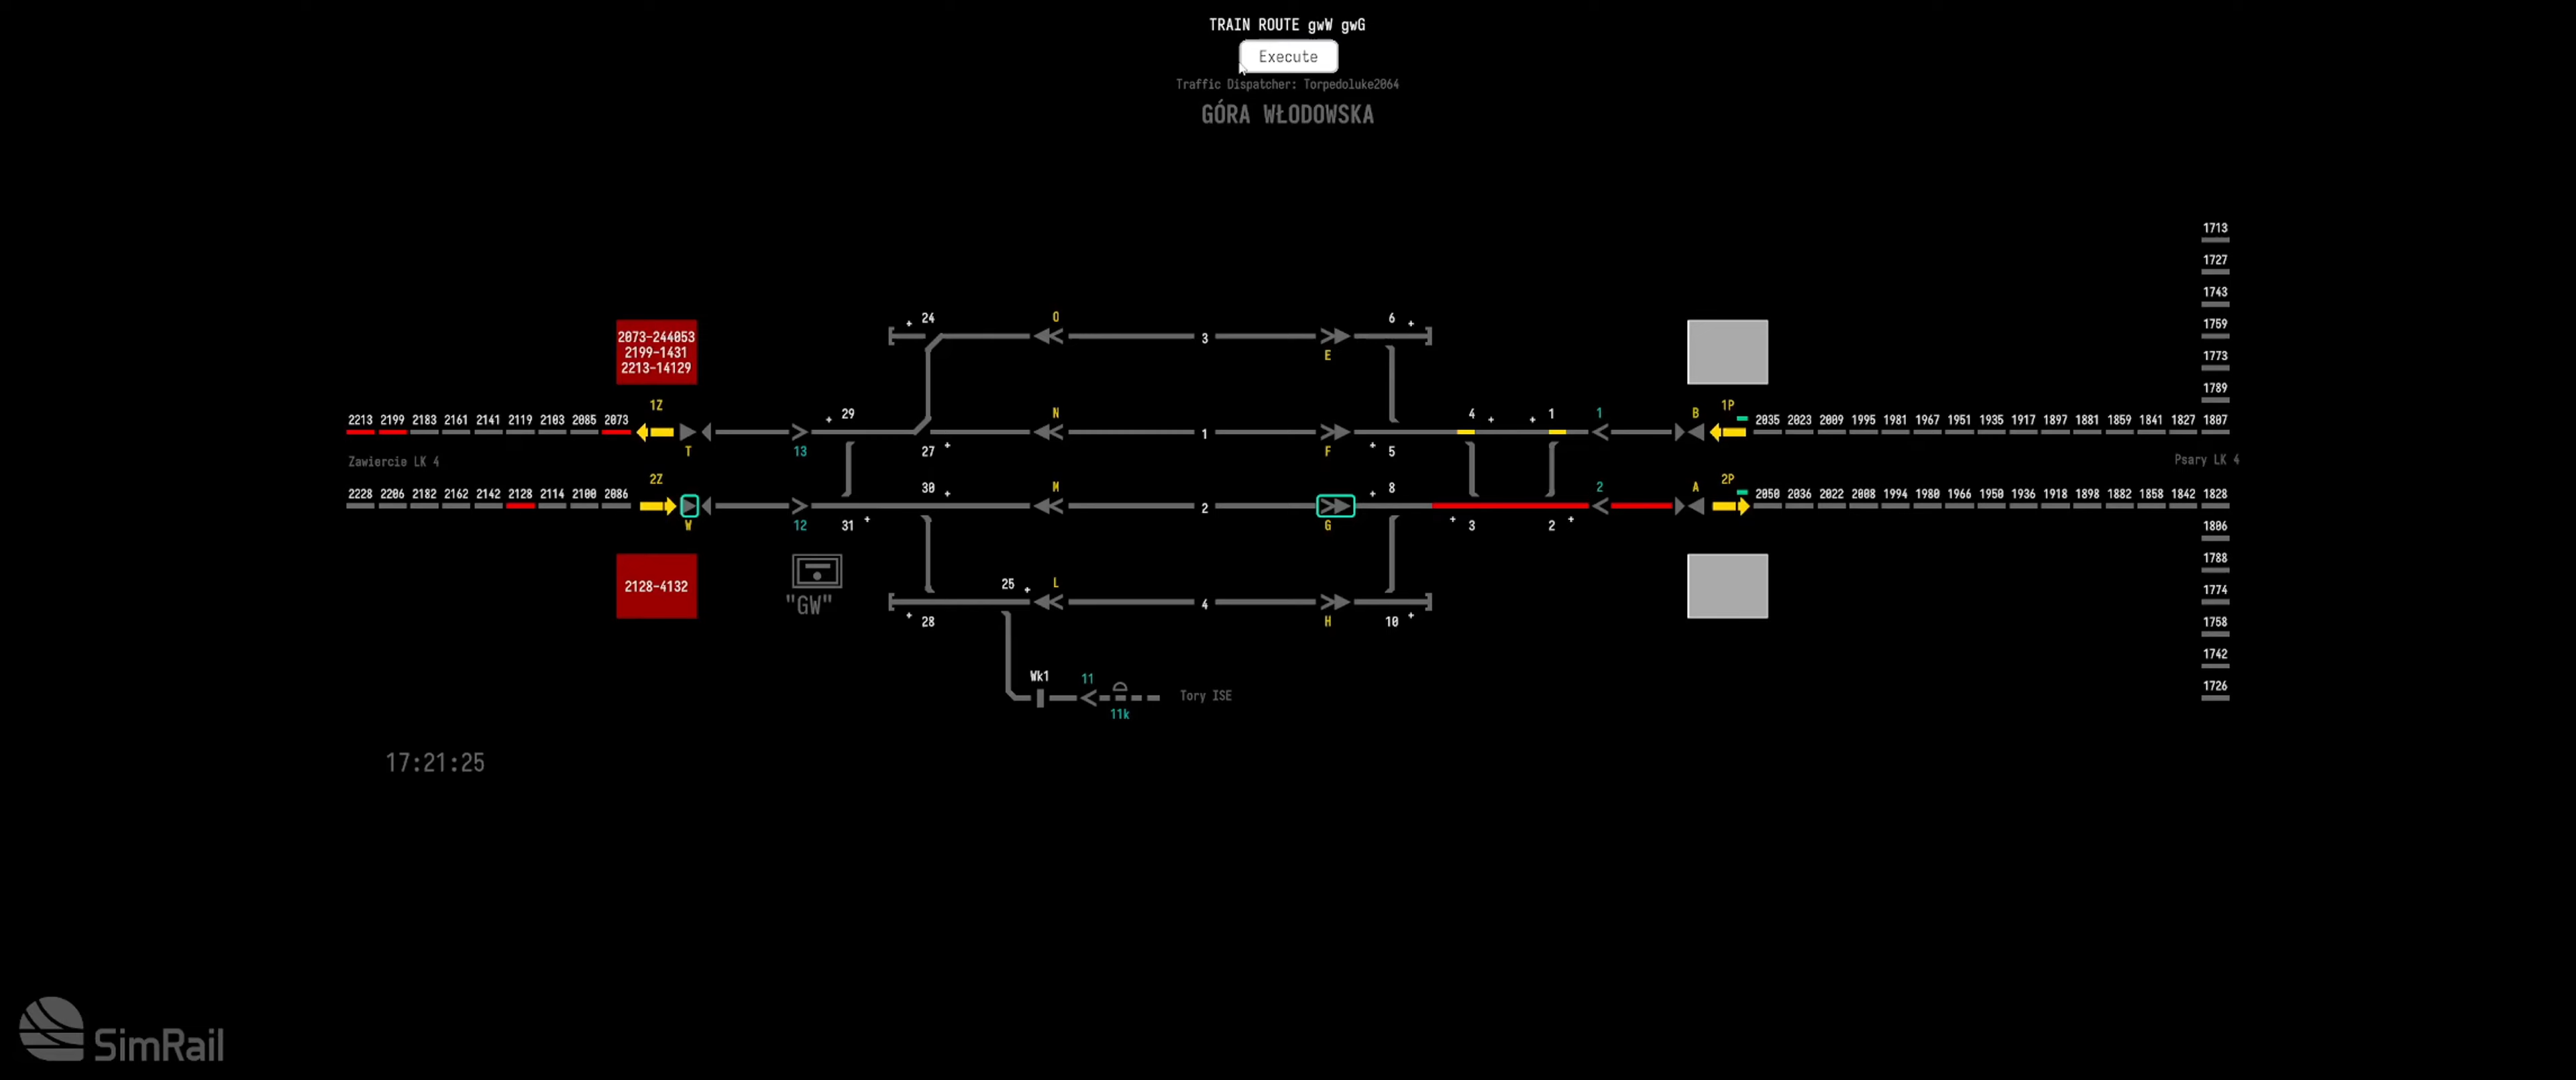 TRAIN ROUTE gwW gwG
Execute
Traffic Dispatcher: Torpedoluke2064
GÓRA WŁODOWSKA
1713
1727
1743
1759
1773
1789
24 + O 3 E 6 +
2073-244053
2199-1431
2213-14129
1Z 29 + N 4 + + 1 1 B 1P
2213 2199 2183 2161 2141 2119 2103 2085 2073
2035 2023 2009 1995 1981 1967 1951 1935 1917 1897 1881 1859 1841 1827 1807
T 13 27 + 1 F + 5
Zawiercie LK 4
Psary LK 4
2Z 30 + M + 8 2 A 2P
2228 2206 2182 2162 2142 2128 2114 2100 2086
2050 2036 2022 2008 1994 1980 1966 1950 1936 1918 1898 1882 1858 1842 1828
W 12 31 + 2 G + 3 2 +
1806
1788
1774
1758
1742
1726
2128-4132
"GW"
25 + L 4
+ 28 H 10 +
Wk1 11
11k
Tory ISE
17:21:25
SimRail